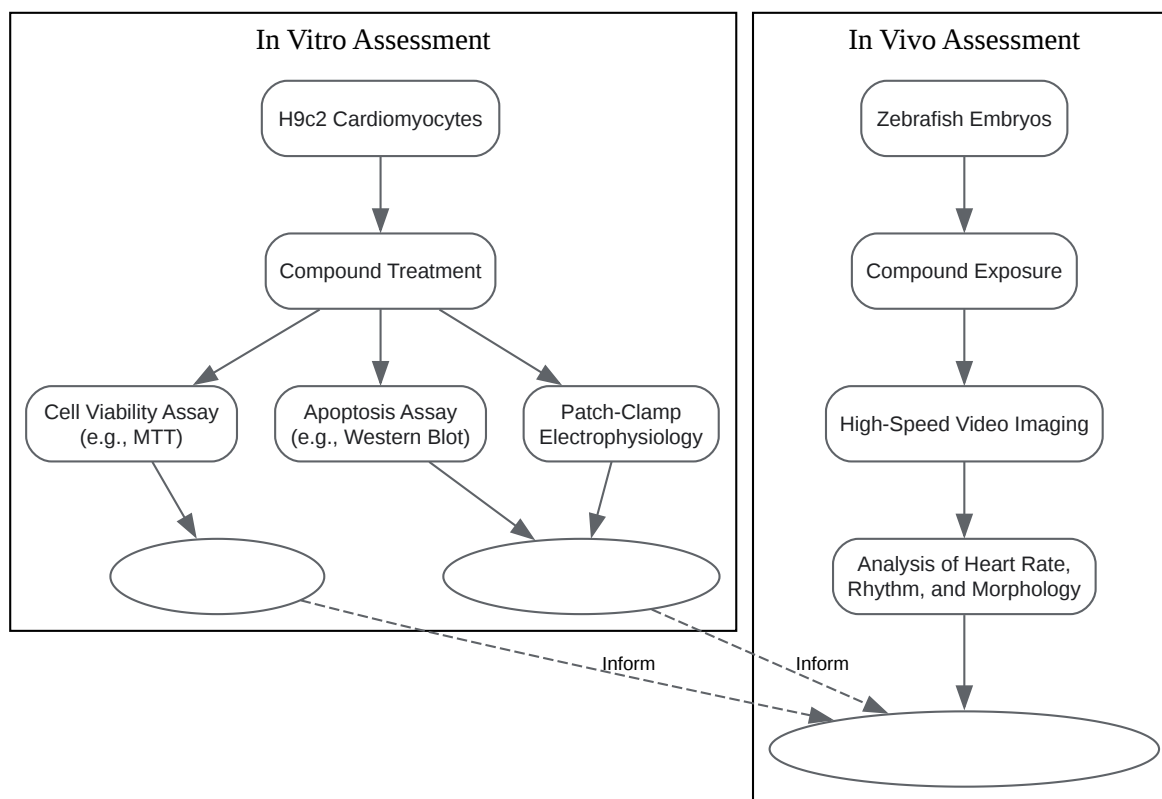 In Vitro Assessment
H9c2 Cardiomyocytes
Compound Treatment
Cell Viability Assay
(e.g., MTT)
Apoptosis Assay
(e.g., Western Blot)
Patch-Clamp
Electrophysiology
In Vivo Assessment
Zebrafish Embryos
Compound Exposure
High-Speed Video Imaging
Analysis of Heart Rate,
Rhythm, and Morphology
Inform
Inform